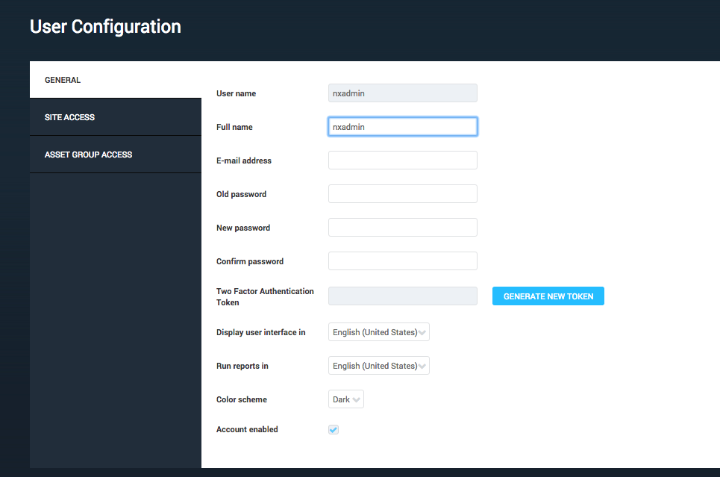 User Configuration
GENERAL
SITE ACCESS
ASSET GROUP ACCESS
User name nxadmin
Full name nxadmin
E-mail address
Old password
New password
Confirm password
Two Factor Authentication
Token
GENERATE NEW TOKEN
Display user interface in English (United States)
Run reports in English (United States)
Color scheme Dark
Account enabled